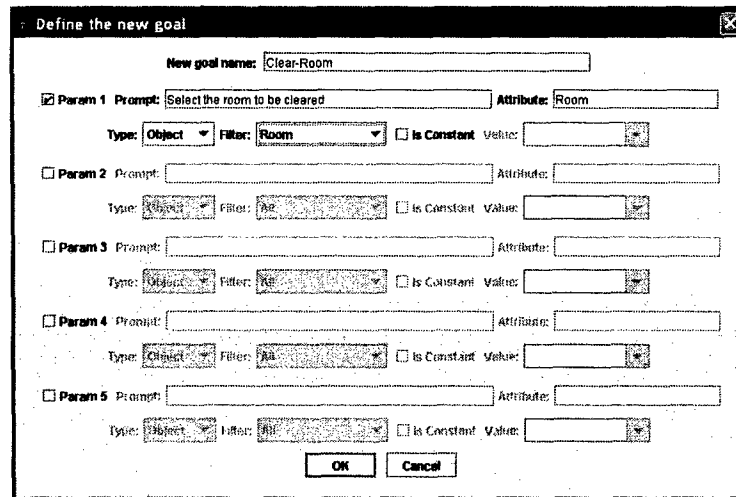 Define the new goal
New goal name: Clear-Room
Param 1 Prompt: Select the room to be cleared Attribute: Room
Type: Object Filter: Room Is Constant Value:
Param 2 Prompt: Attribute:
Type: Object Filter: All Is Constant Value:
Param 3 Prompt: Attribute:
Type: Object Filter: All Is Constant Value:
Param 4 Prompt: Attribute:
Type: Object Filter: All Is Constant Value:
Param 5 Prompt: Attribute:
Type: Object Filter: All Is Constant Value:
OK Cancel